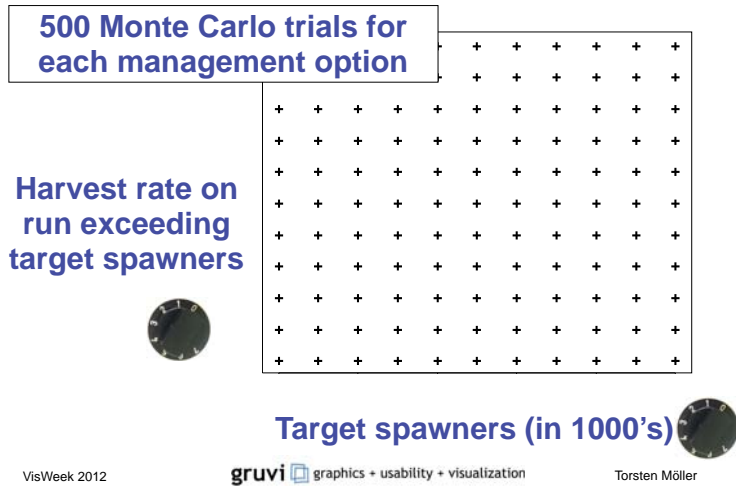 500 Monte Carlo trials for
each management option
Harvest rate on
run exceeding
target spawners
Target spawners (in 1000's)
VisWeek 2012
gruvi graphics + usability + visualization
Torsten Möller